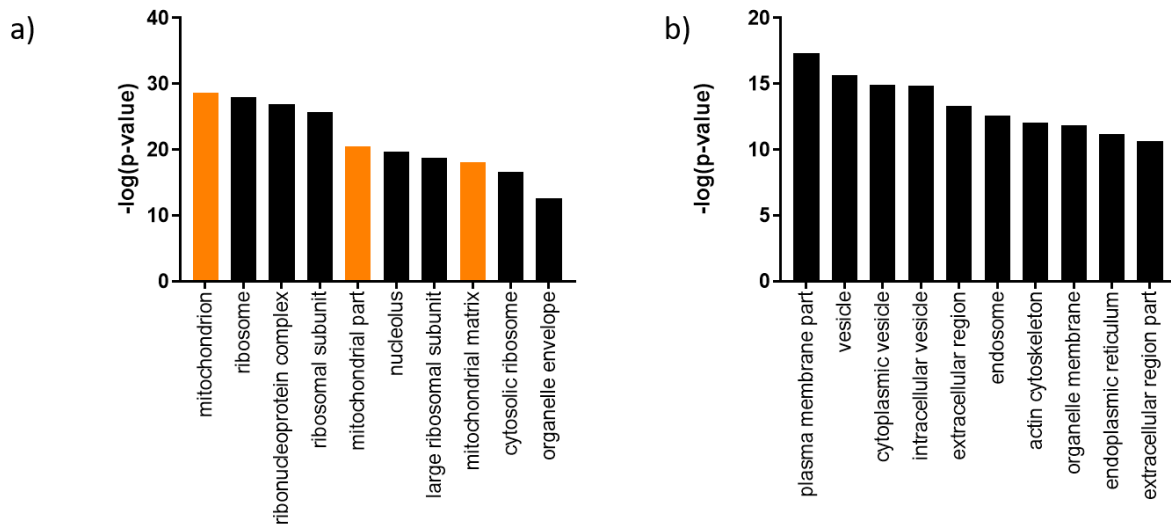 a)
-log(p-value)
40
30
20
10
0
mitochondrion
ribosome
ribonucleoprotein complex
ribosomal subunit
mitochondrial part
nucleolus
large ribosomal subunit
mitochondrial matrix
cytosolic ribosome
organelle envelope
b)
-log(p-value)
20
15
10
5
0
plasma membrane part
vesicle
cytoplasmic vesicle
intracellular vesicle
extracellular region
endosome
actin cytoskeleton
organelle membrane
endoplasmic reticulum
extracellular region part